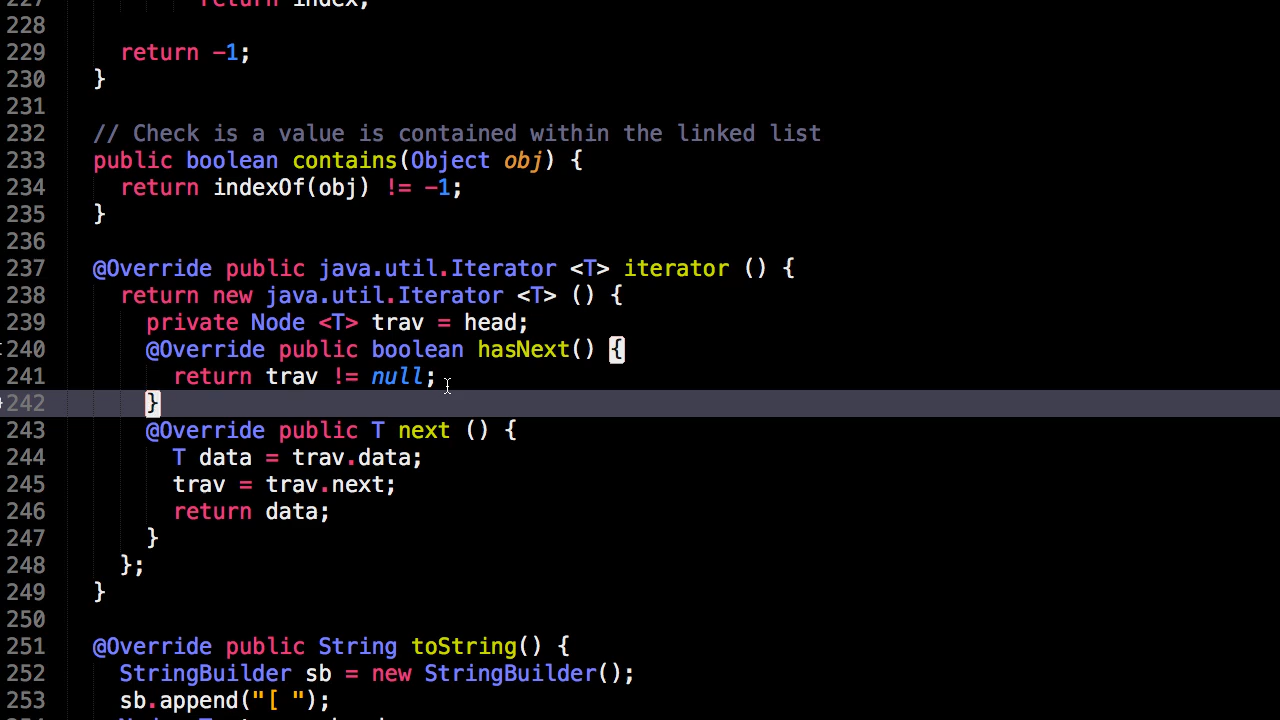 227 return index;
228
229 return -1;
230 }
231
232 // Check is a value is contained within the linked list
233 public boolean contains(Object obj) {
234 return indexOf(obj) != -1;
235 }
236
237 @Override public java.util.Iterator <T> iterator () {
238 return new java.util.Iterator <T> () {
239 private Node <T> trav = head;
240 @Override public boolean hasNext() {
241 return trav != null;
242 }
243 @Override public T next () {
244 T data = trav.data;
245 trav = trav.next;
246 return data;
247 }
248 };
249 }
250
251 @Override public String toString() {
252 StringBuilder sb = new StringBuilder();
253 sb.append("[ ");